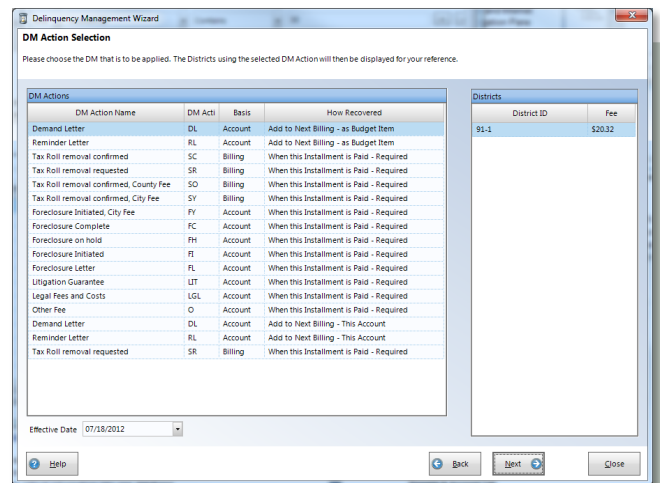 Delinquency Management Wizard
DM Action Selection
Please choose the DM that is to be applied. The Districts using the selected DM Action will then be displayed for your reference.
DM Actions
DM Action Name DM Acti Basis How Recovered
Demand Letter DL Account Add to Next Billing - as Budget Item
Reminder Letter RL Account Add to Next Billing - as Budget Item
Tax Roll removal confirmed SC Billing When this Installment is Paid - Required
Tax Roll removal requested SR Billing When this Installment is Paid - Required
Tax Roll removal confirmed, County Fee SO Billing When this Installment is Paid - Required
Tax Roll removal confirmed, City Fee SY Billing When this Installment is Paid - Required
Foreclosure Initiated, City Fee FY Account When this Installment is Paid - Required
Foreclosure Complete FC Account When this Installment is Paid - Required
Foreclosure on hold FH Account When this Installment is Paid - Required
Foreclosure Initiated FI Account When this Installment is Paid - Required
Foreclosure Letter FL Account When this Installment is Paid - Required
Litigation Guarantee LIT Account When this Installment is Paid - Required
Legal Fees and Costs LGL Account When this Installment is Paid - Required
Other Fee O Account When this Installment is Paid - Required
Demand Letter DL Account Add to Next Billing - This Account
Reminder Letter RL Account Add to Next Billing - This Account
Tax Roll removal requested SR Billing When this Installment is Paid - Required
Districts
District ID Fee
91-1 $20.32
Effective Date 07/18/2012
Help Back Next Close